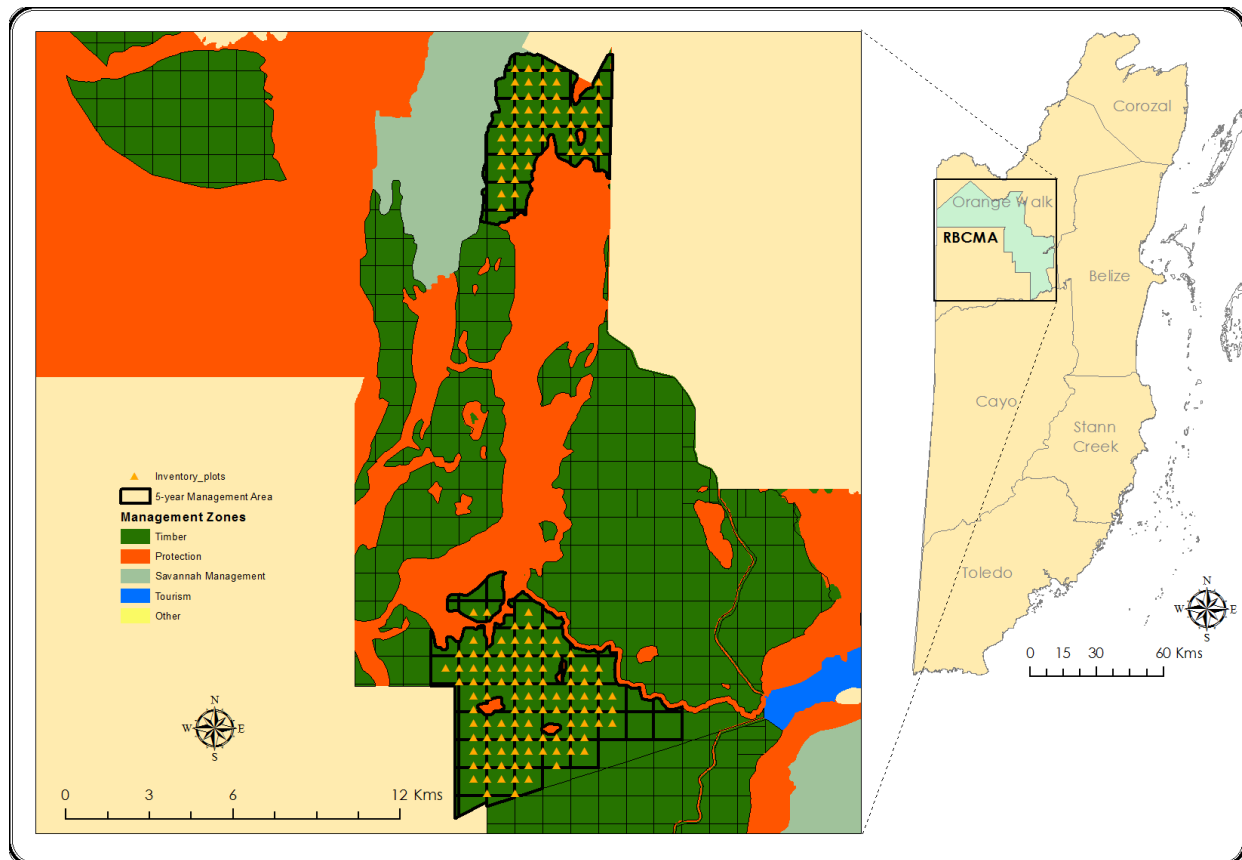 Inventory_plots
5-year Management Area
Management Zones
Timber
Protection
Savannah Management
Tourism
Other
N
W E
S
0 3 6 12 Kms
Corozal
Orange Walk
RBCMA
Belize
Cayo
Stann
Creek
Toledo
N
W E
S
0 15 30 60 Kms